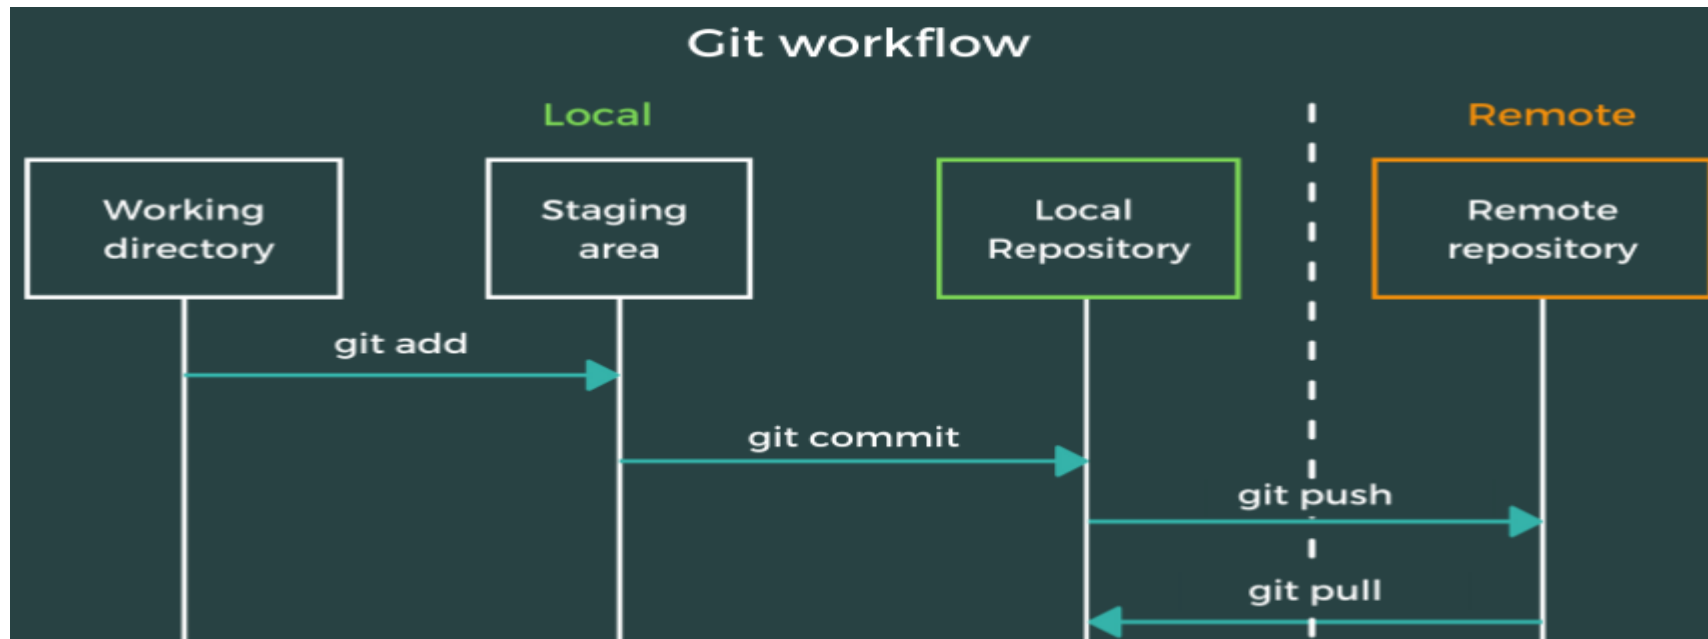 Git workflow
Local
Remote
Working
directory
Staging
area
Local
Repository
Remote
repository
git add
git commit
git push
git pull